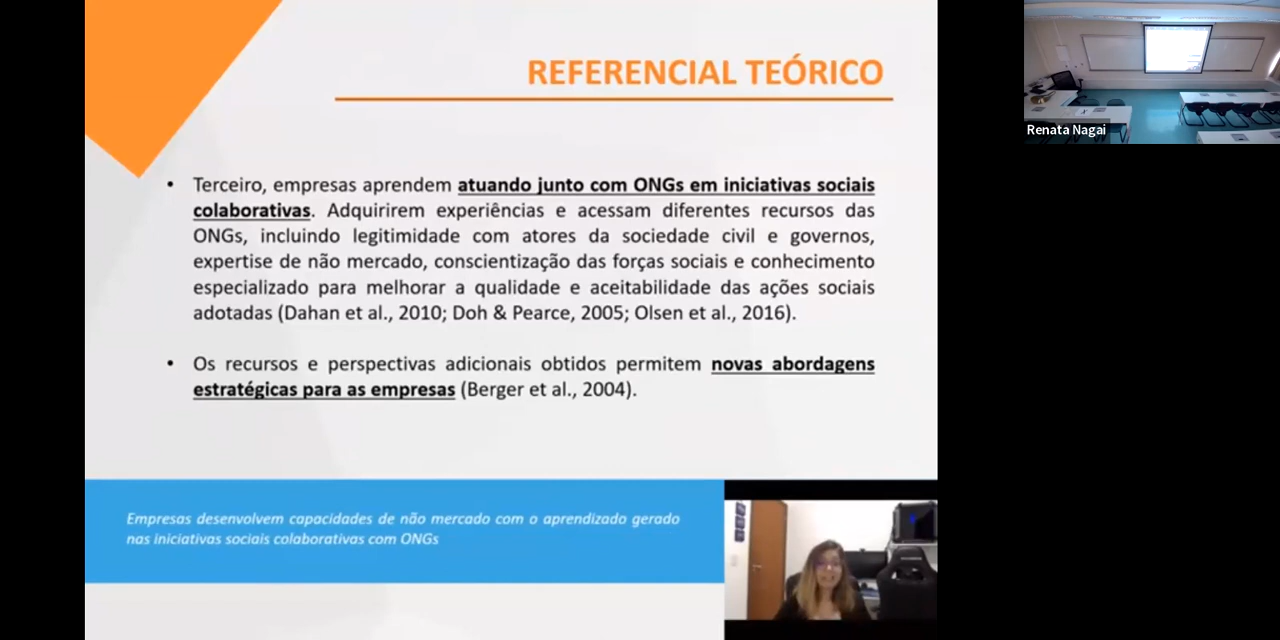 REFERENCIAL TEÓRICO
• Terceiro, empresas aprendem atuando junto com ONGs em iniciativas sociais
colaborativas. Adquirirem experiências e acessam diferentes recursos das
ONGs, incluindo legitimidade com atores da sociedade civil e governos,
expertise de não mercado, conscientização das forças sociais e conhecimento
especializado para melhorar a qualidade e aceitabilidade das ações sociais
adotadas (Dahan et al., 2010; Doh & Pearce, 2005; Olsen et al., 2016).
• Os recursos e perspectivas adicionais obtidos permitem novas abordagens
estratégicas para as empresas (Berger et al., 2004).
Empresas desenvolvem capacidades de não mercado com o aprendizado gerado
nas iniciativas sociais colaborativas com ONGs
Renata Nagai